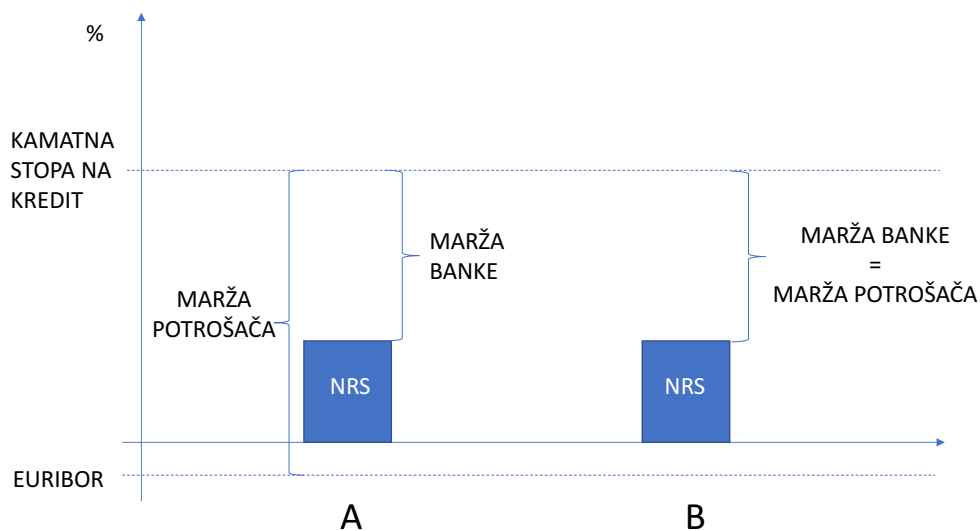 %
KAMATNA
STOPA NA
KREDIT
MARŽA
BANKE
MARŽA BANKE
=
MARŽA POTROŠAČA
MARŽA
POTROŠAČA
NRS
NRS
EURIBOR
A
B